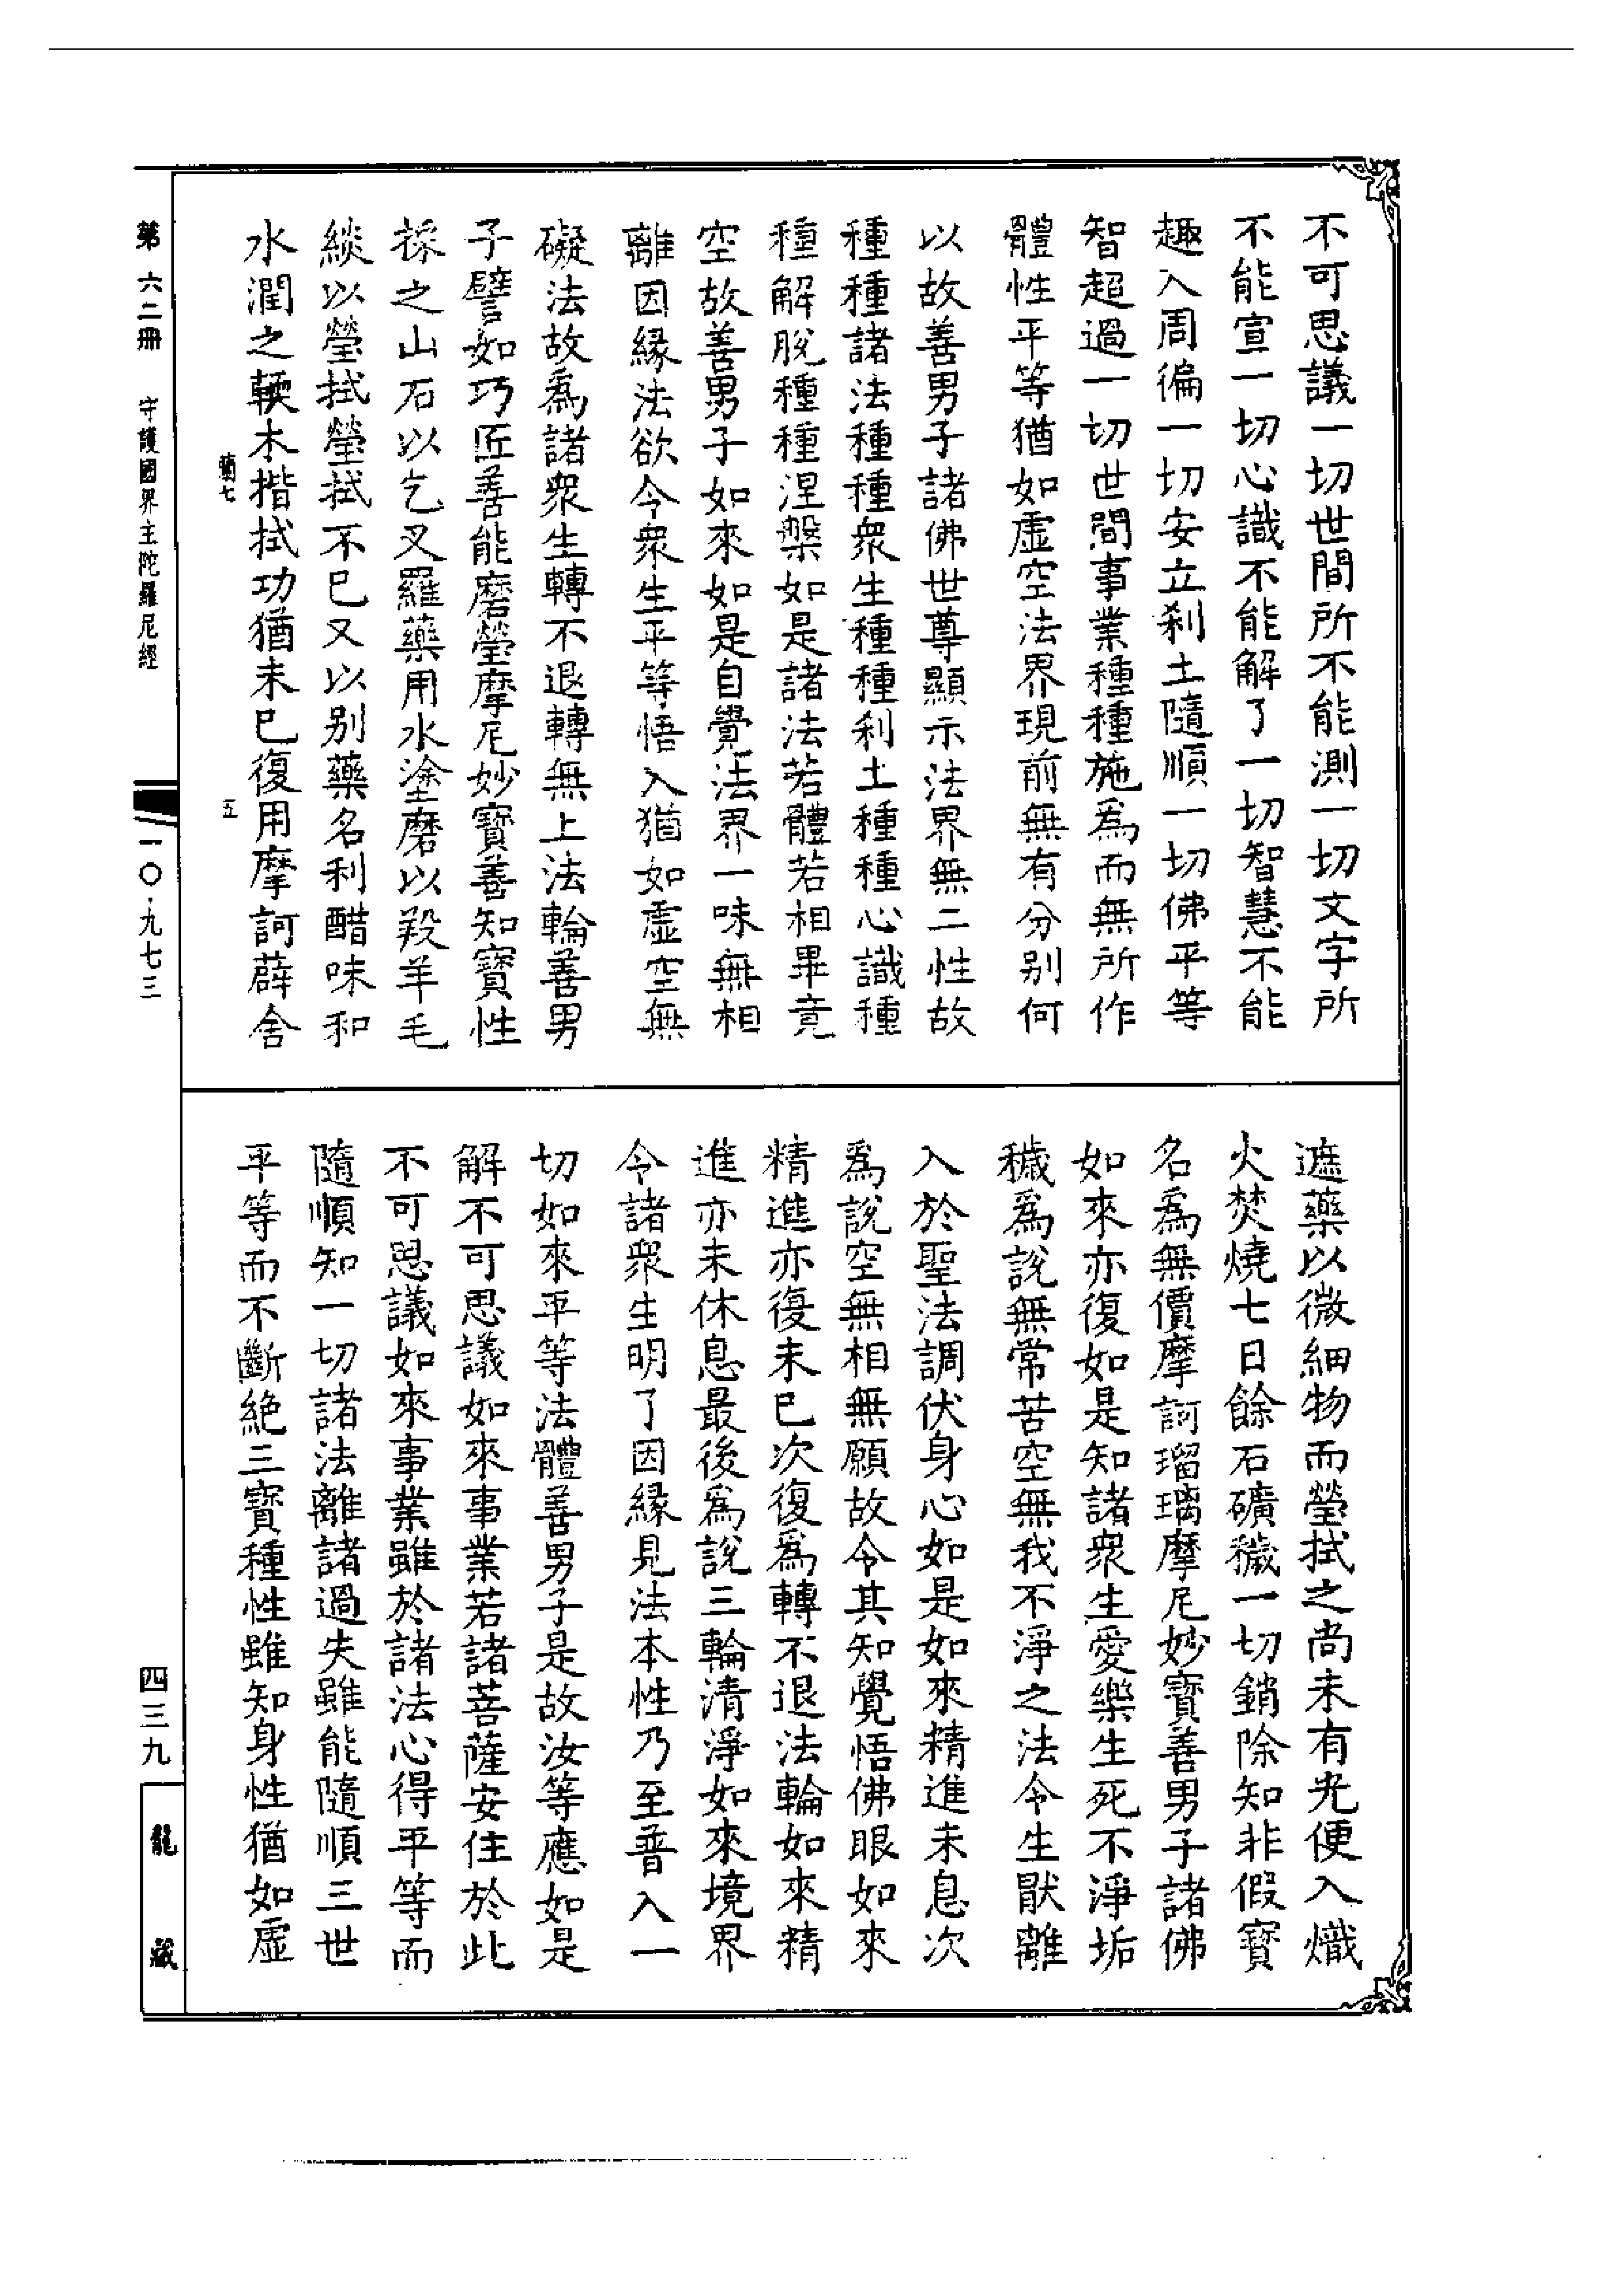 不可思議一切世間所不能測一切文字所
不能宣一切心識不能解了一切智慧不能
趣入周徧一切安立刹土隨順一切佛平等
智超過一切世間事業種種施爲而無所作
體性平等猶如虛空法界現前無有分别何
以故善男子諸佛世尊顯示法界無二性故
種種諸法種種衆生種種利土種種心識種
種解脫種種涅槃如是諸法若體若相畢竟
空故善男子如來如是自覺法界一味無相
離因緣法欲令衆生平等悟入猶如虛空無
礙法故爲諸衆生轉不退轉無上法輪善男
子譬如巧匠善能磨瑩摩尼妙寶善知寶性
採之山石以乞叉羅藥用水塗磨以羖羊毛
緂以瑩拭瑩拭不已又以别藥名利醋味和
水潤之輭木揩拭功猶未已復用摩訶薜舍
遮藥以微細物而瑩拭之尚未有光便入熾
火焚燒七日餘石礦穢一切銷除知非假寶
名爲無價摩訶瑠璃摩尼妙寶善男子諸佛
如來亦復如是知諸衆生愛樂生死不淨垢
穢爲說無常苦空無我不淨之法令生猒離
入於聖法調伏身心如是如來精進未息次
爲說空無相無願故令其知覺悟佛眼如來
精進亦復未已次復爲轉不退法輪如來精
進亦未休息最後爲說三輪清淨如來境界
令諸衆生明了因緣見法本性乃至普入一
切如來平等法體善男子是故汝等應如是
解不可思議如來事業若諸菩薩安住於此
不可思議如來事業雖於諸法心得平等而
隨順知一切諸法離諸過失雖能隨順三世
平等而不斷絶三寶種性雖知身性猶如虛
第六二冊 守護國界主陀羅尼經
五
一〇·九七三
四三九
龍藏